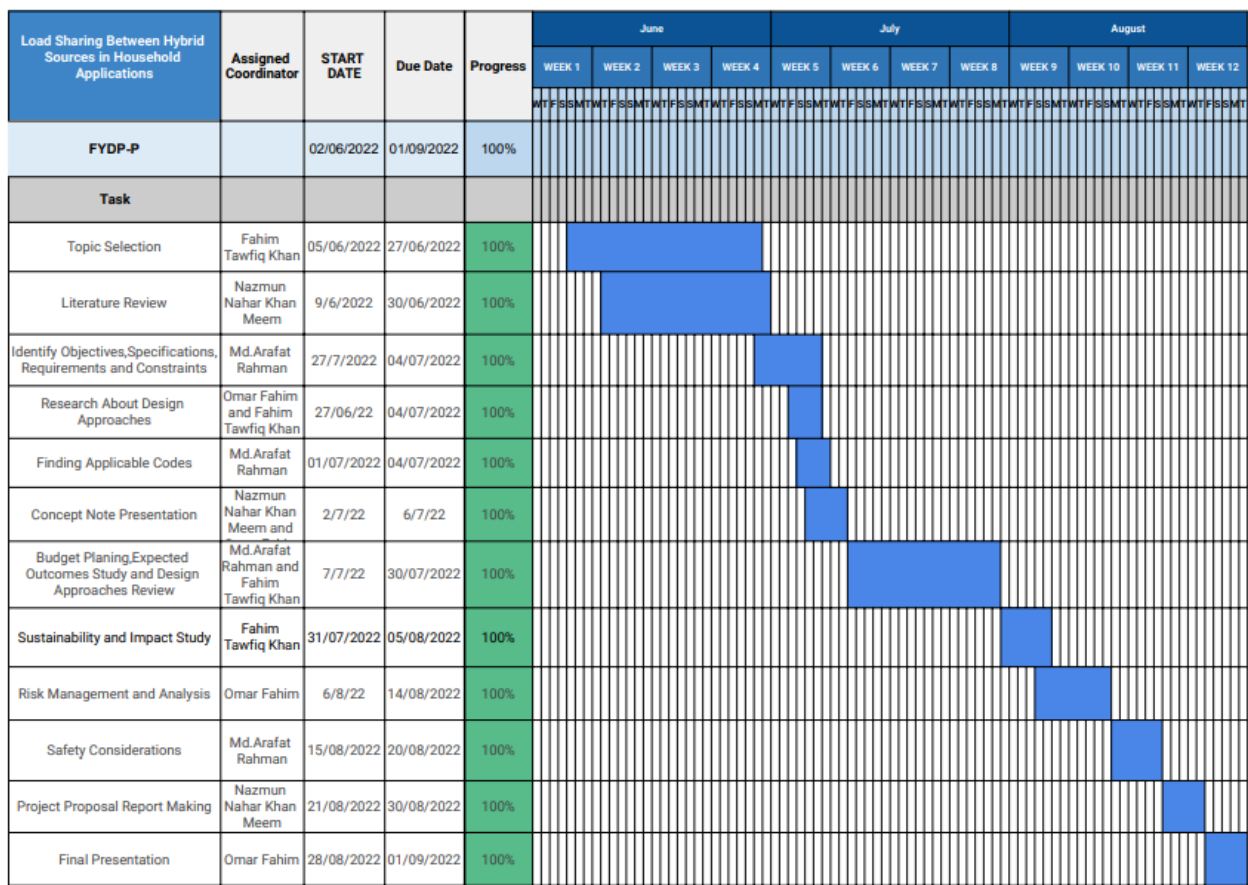 Load Sharing Between Hybrid
Sources in Household
Applications
Assigned
Coordinator
START
DATE
Due Date
Progress
June
July
August
WEEK 1
WEEK 2
WEEK 3
WEEK 4
WEEK 5
WEEK 6
WEEK 7
WEEK 8
WEEK 9
WEEK 10
WEEK 11
WEEK 12
WTFSSMTWTFSSMTWTFSSMTWTFSSMTWTFSSMTWTFSSMTWTFSSMTWTFSSMTWTFSSMTWTFSSMTWTFSSMTWTFSSMT
FYDP-P
02/06/2022
01/09/2022
100%
Task
Topic Selection
Fahim
Tawfiq Khan
05/06/2022
27/06/2022
100%
Literature Review
Nazmun
Nahar Khan
Meem
9/6/2022
30/06/2022
100%
Identify Objectives,Specifications,
Requirements and Constraints
Md.Arafat
Rahman
27/7/2022
04/07/2022
100%
Research About Design
Approaches
Omar Fahim
and Fahim
Tawfiq Khan
27/06/22
04/07/2022
100%
Finding Applicable Codes
Md.Arafat
Rahman
01/07/2022
04/07/2022
100%
Concept Note Presentation
Nazmun
Nahar Khan
Meem and
2/7/22
6/7/22
100%
Budget Planing,Expected
Outcomes Study and Design
Approaches Review
Md.Arafat
Rahman and
Fahim
Tawfiq Khan
7/7/22
30/07/2022
100%
Sustainability and Impact Study
Fahim
Tawfiq Khan
31/07/2022
05/08/2022
100%
Risk Management and Analysis
Omar Fahim
6/8/22
14/08/2022
100%
Safety Considerations
Md.Arafat
Rahman
15/08/2022
20/08/2022
100%
Project Proposal Report Making
Nazmun
Nahar Khan
Meem
21/08/2022
30/08/2022
100%
Final Presentation
Omar Fahim
28/08/2022
01/09/2022
100%